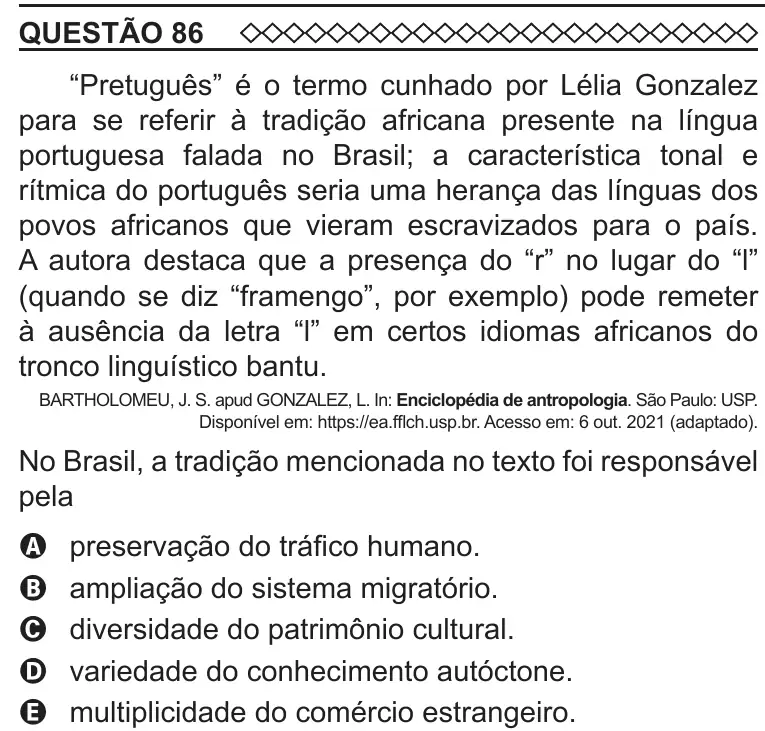 QUESTÃO 86
“Pretuguês” é o termo cunhado por Lélia Gonzalez
para se referir à tradição africana presente na língua
portuguesa falada no Brasil; a característica tonal e
rítmica do português seria uma herança das línguas dos
povos africanos que vieram escravizados para o país.
A autora destaca que a presença do “r” no lugar do “l”
(quando se diz “framengo”, por exemplo) pode remeter
à ausência da letra “l” em certos idiomas africanos do
tronco linguístico bantu.
BARTHOLOMEU, J. S. apud GONZALEZ, L. In: Enciclopédia de antropologia. São Paulo: USP.
Disponível em: https://ea.fflch.usp.br. Acesso em: 6 out. 2021 (adaptado).
No Brasil, a tradição mencionada no texto foi responsável
pela
A preservação do tráfico humano.
B ampliação do sistema migratório.
C diversidade do patrimônio cultural.
D variedade do conhecimento autóctone.
E multiplicidade do comércio estrangeiro.